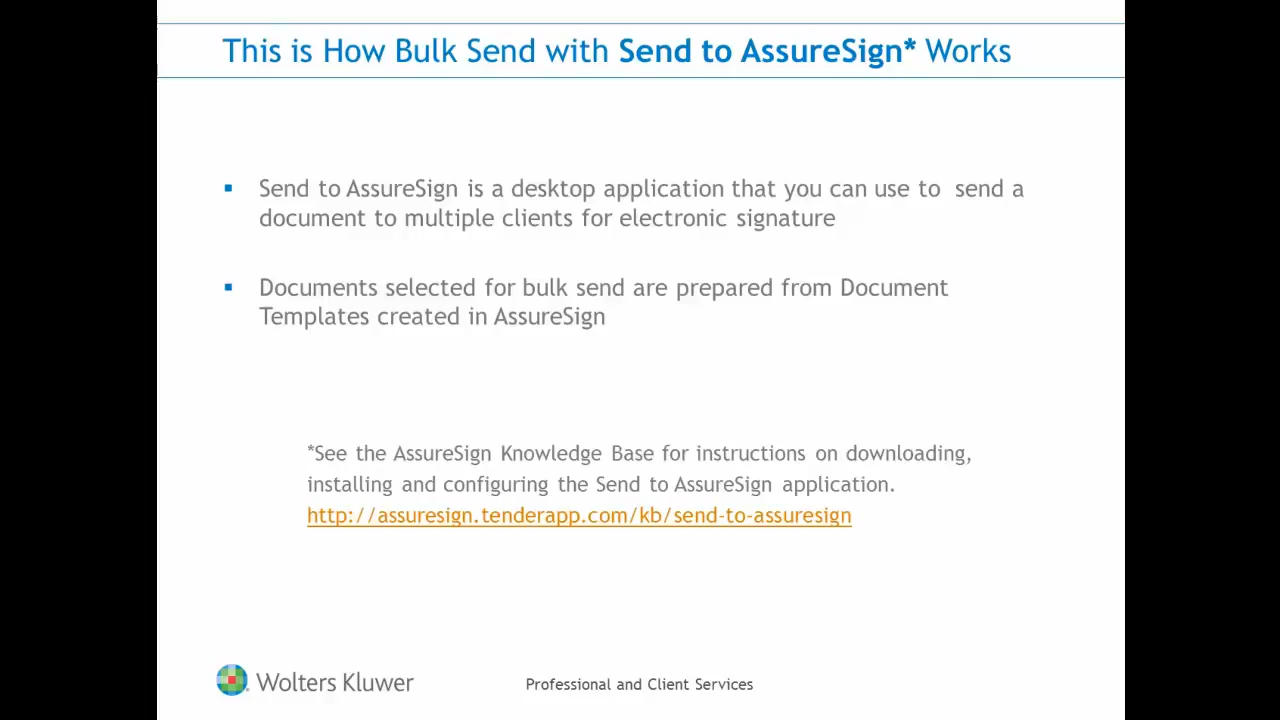 This is How Bulk Send with Send to AssureSign* Works
Send to AssureSign is a desktop application that you can use to send a
document to multiple clients for electronic signature
Documents selected for bulk send are prepared from Document
Templates created in AssureSign
*See the AssureSign Knowledge Base for instructions on downloading,
installing and configuring the Send to AssureSign application.
http://assuresign.tenderapp.com/kb/send-to-assuresign
Wolters Kluwer
Professional and Client Services